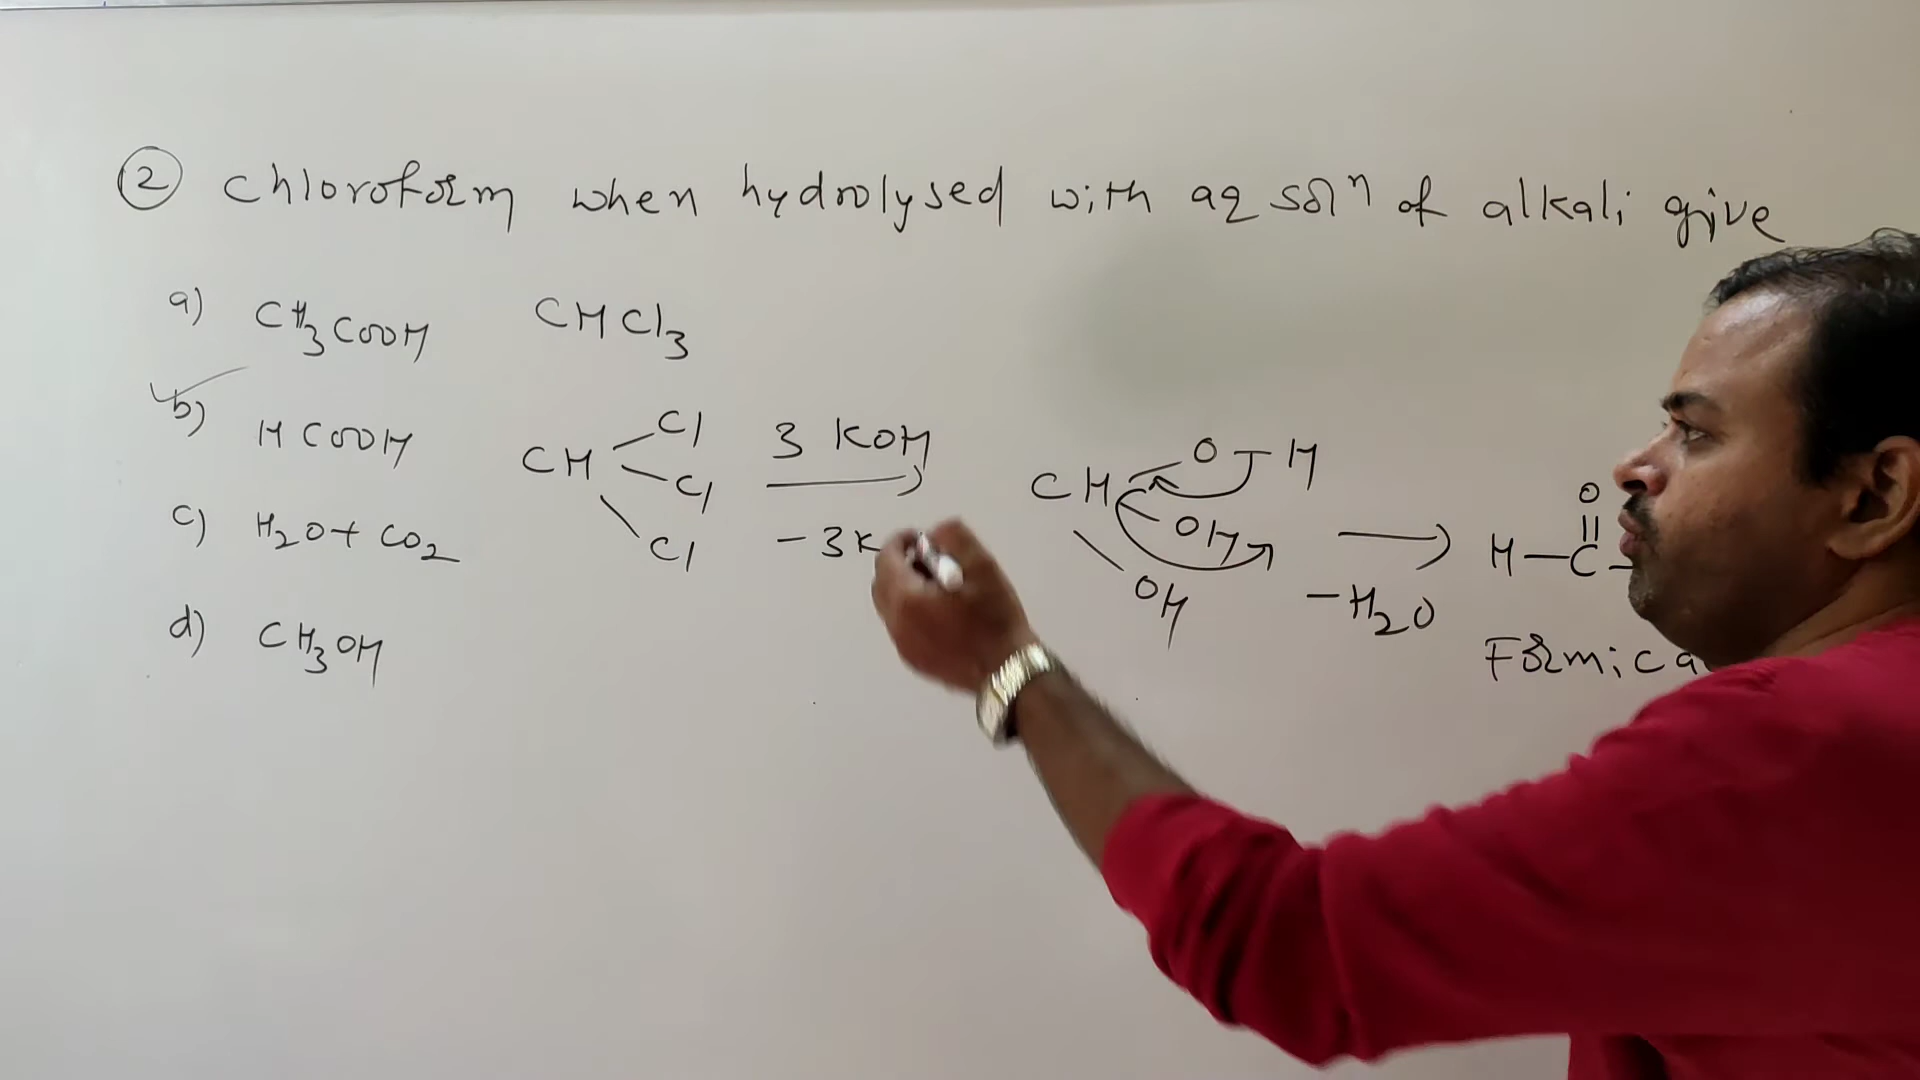 ② Chloroform when hydrolysed with aq solⁿ of alkali give
a) CH₃COOH
CHCl₃
b) HCOOH
CH Cl Cl Cl
3 KOH
-3K
CH O H OH OH
-H₂O
O
H-C-
Formic
c) H₂O + CO₂
d) CH₃OH